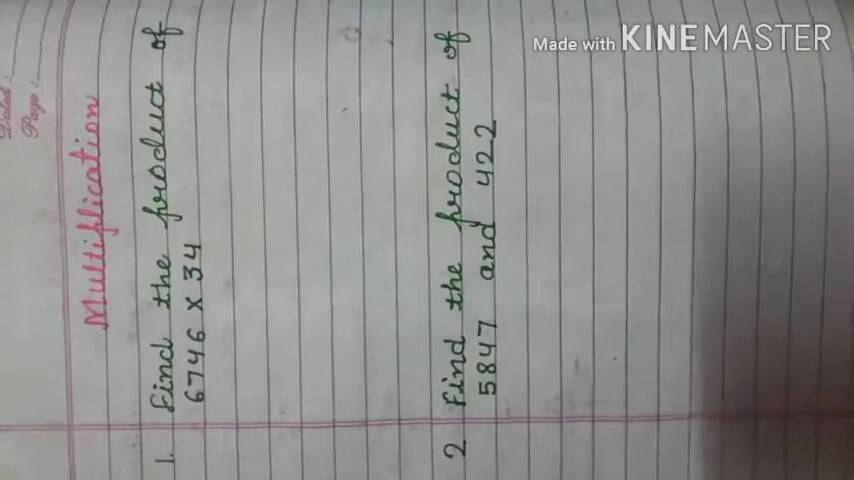 Made with KINEMASTER
Dated :
Page :
Multiplication
1. Find the product of
6746 x 34
2 Find the product of
5847 and 422